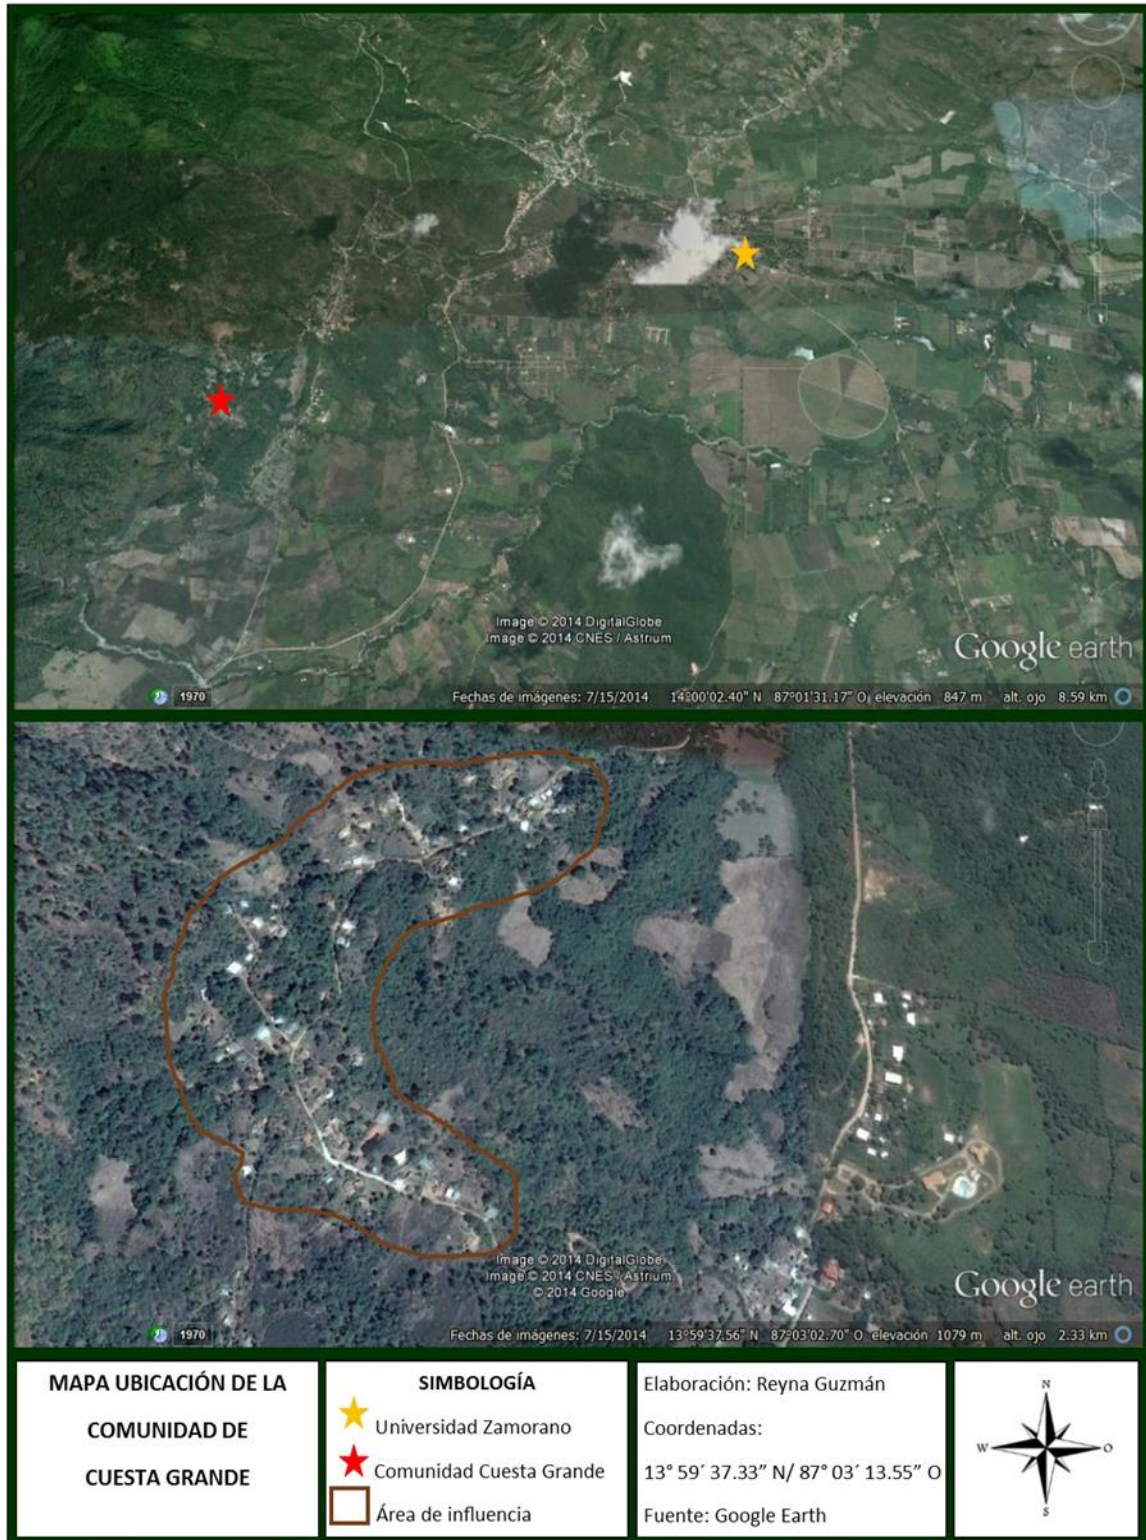 Image © 2014 DigitalGlobe
Image © 2014 CNES / Astrium
Google earth
1970
Fechas de imágenes: 7/15/2014 14°00'02.40" N 87°01'31.17" O elevación 847 m alt. ojo 8.59 km
Image © 2014 DigitalGlobe
Image © 2014 CNES / Astrium
© 2014 Google
Google earth
1970
Fechas de imágenes: 7/15/2014 13°59'37.56" N 87°03'02.70" O elevación 1079 m alt. ojo 2.33 km
MAPA UBICACIÓN DE LA
COMUNIDAD DE
CUESTA GRANDE
SIMBOLOGÍA
Universidad Zamorano
Comunidad Cuesta Grande
Área de influencia
Elaboración: Reyna Guzmán
Coordenadas:
13° 59´ 37.33” N/ 87° 03´ 13.55” O
Fuente: Google Earth
N
W O
S